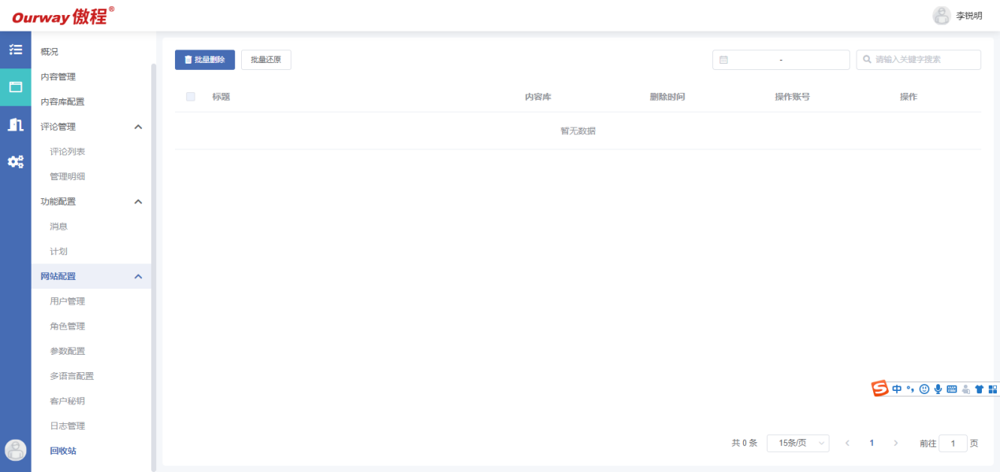 Ourway 傲程®
李锐明
概况
内容管理
内容库配置
评论管理
评论列表
管理明细
功能配置
消息
计划
网站配置
用户管理
角色管理
参数配置
多语言配置
客户秘钥
日志管理
回收站
批量删除
批量还原
-
请输入关键字搜索
标题 内容库 删除时间 操作账号 操作
暂无数据
中
共 0 条 15条/页 1 前往 1 页